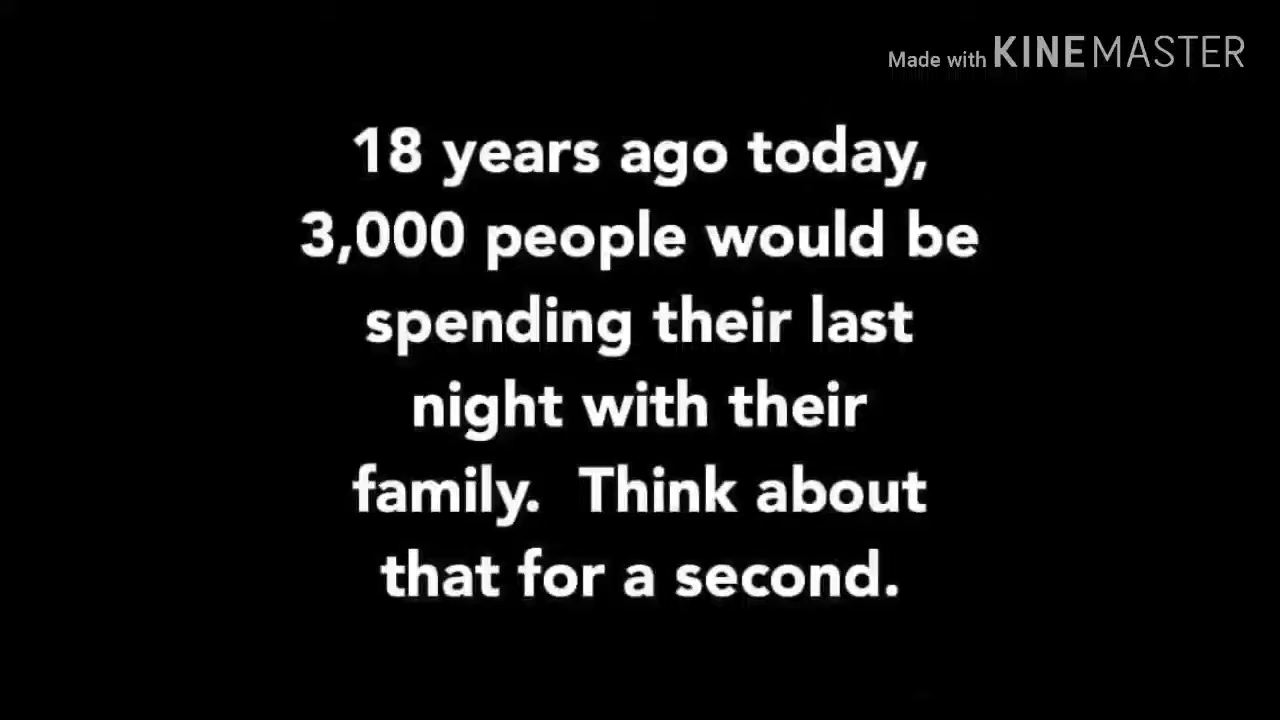 Made with KINEMASTER
18 years ago today,
3,000 people would be
spending their last
night with their
family.  Think about
that for a second.